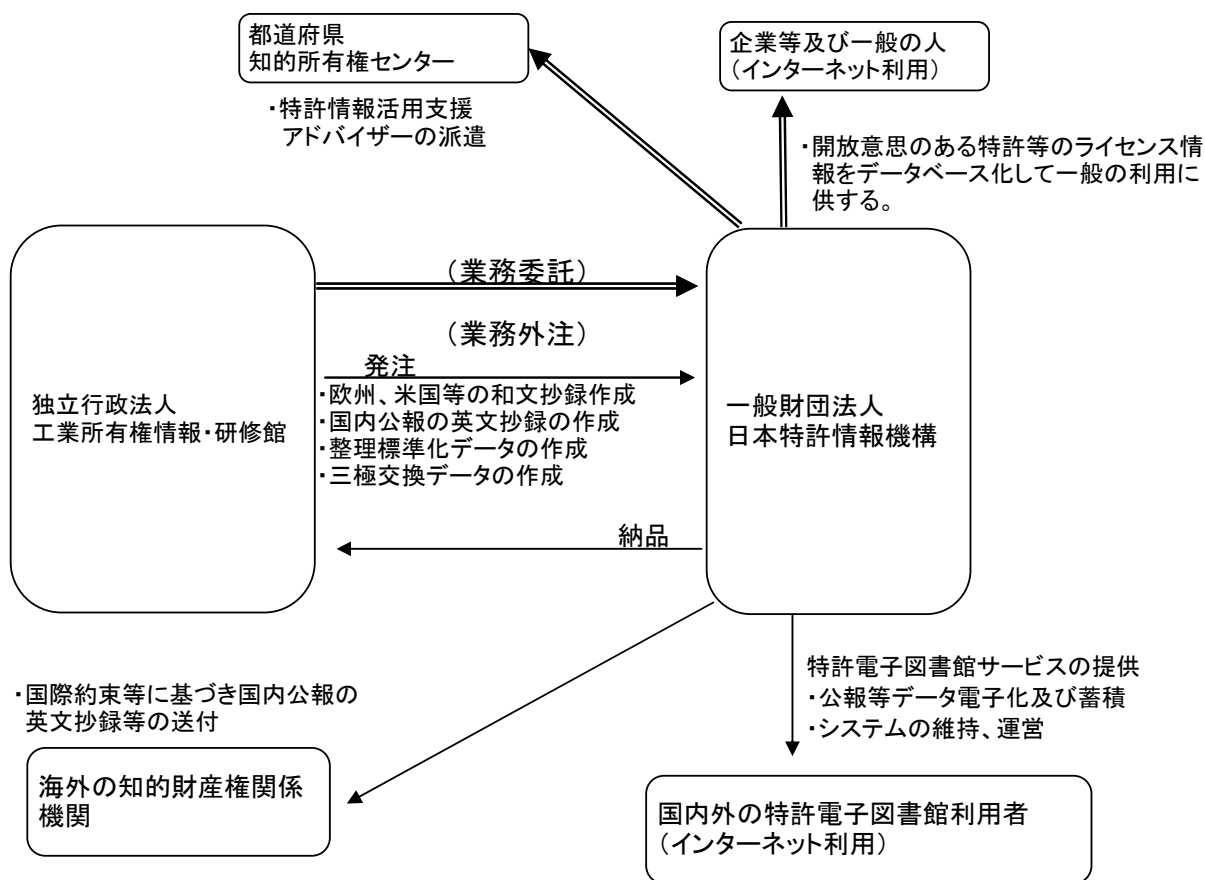 都道府県
知的所有権センター
企業等及び一般の人
（インターネット利用）
・特許情報活用支援
アドバイザーの派遣
・開放意思のある特許等のライセンス情
報をデータベース化して一般の利用に
供する。
（業務委託）
（業務外注）
発注
・欧州、米国等の和文抄録作成
・国内公報の英文抄録の作成
・整理標準化データの作成
・三極交換データの作成
独立行政法人
工業所有権情報・研修館
一般財団法人
日本特許情報機構
納品
特許電子図書館サービスの提供
・公報等データ電子化及び蓄積
・システムの維持、運営
・国際約束等に基づき国内公報の
英文抄録等の送付
海外の知的財産権関係
機関
国内外の特許電子図書館利用者
（インターネット利用）